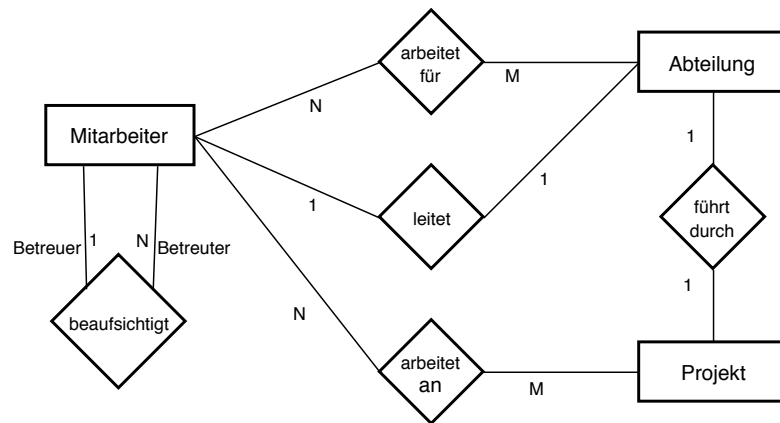 arbeitet
für
Abteilung
N
M
Mitarbeiter
1
1
leitet
1
führt
durch
Betreuer
1
N
Betreuter
beaufsichtigt
N
1
arbeitet
an
M
Projekt